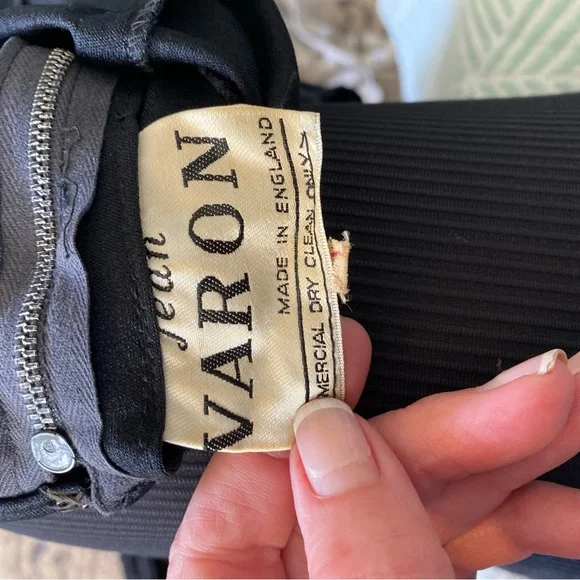 Jean
VARON
MADE IN ENGLAND
MERCIAL DRY CLEAN ONLY>